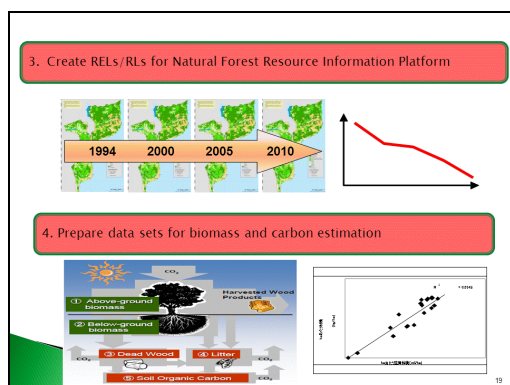 3. Create RELs/RLs for Natural Forest Resource Information Platform
1994 2000 2005 2010
4. Prepare data sets for biomass and carbon estimation
CO₂
Harvested Wood
Products
① Above-ground
biomass
② Below-ground
biomass
③ Dead Wood
④ Litter
CO₂
CO₂
⑤ Soil Organic Carbon
19